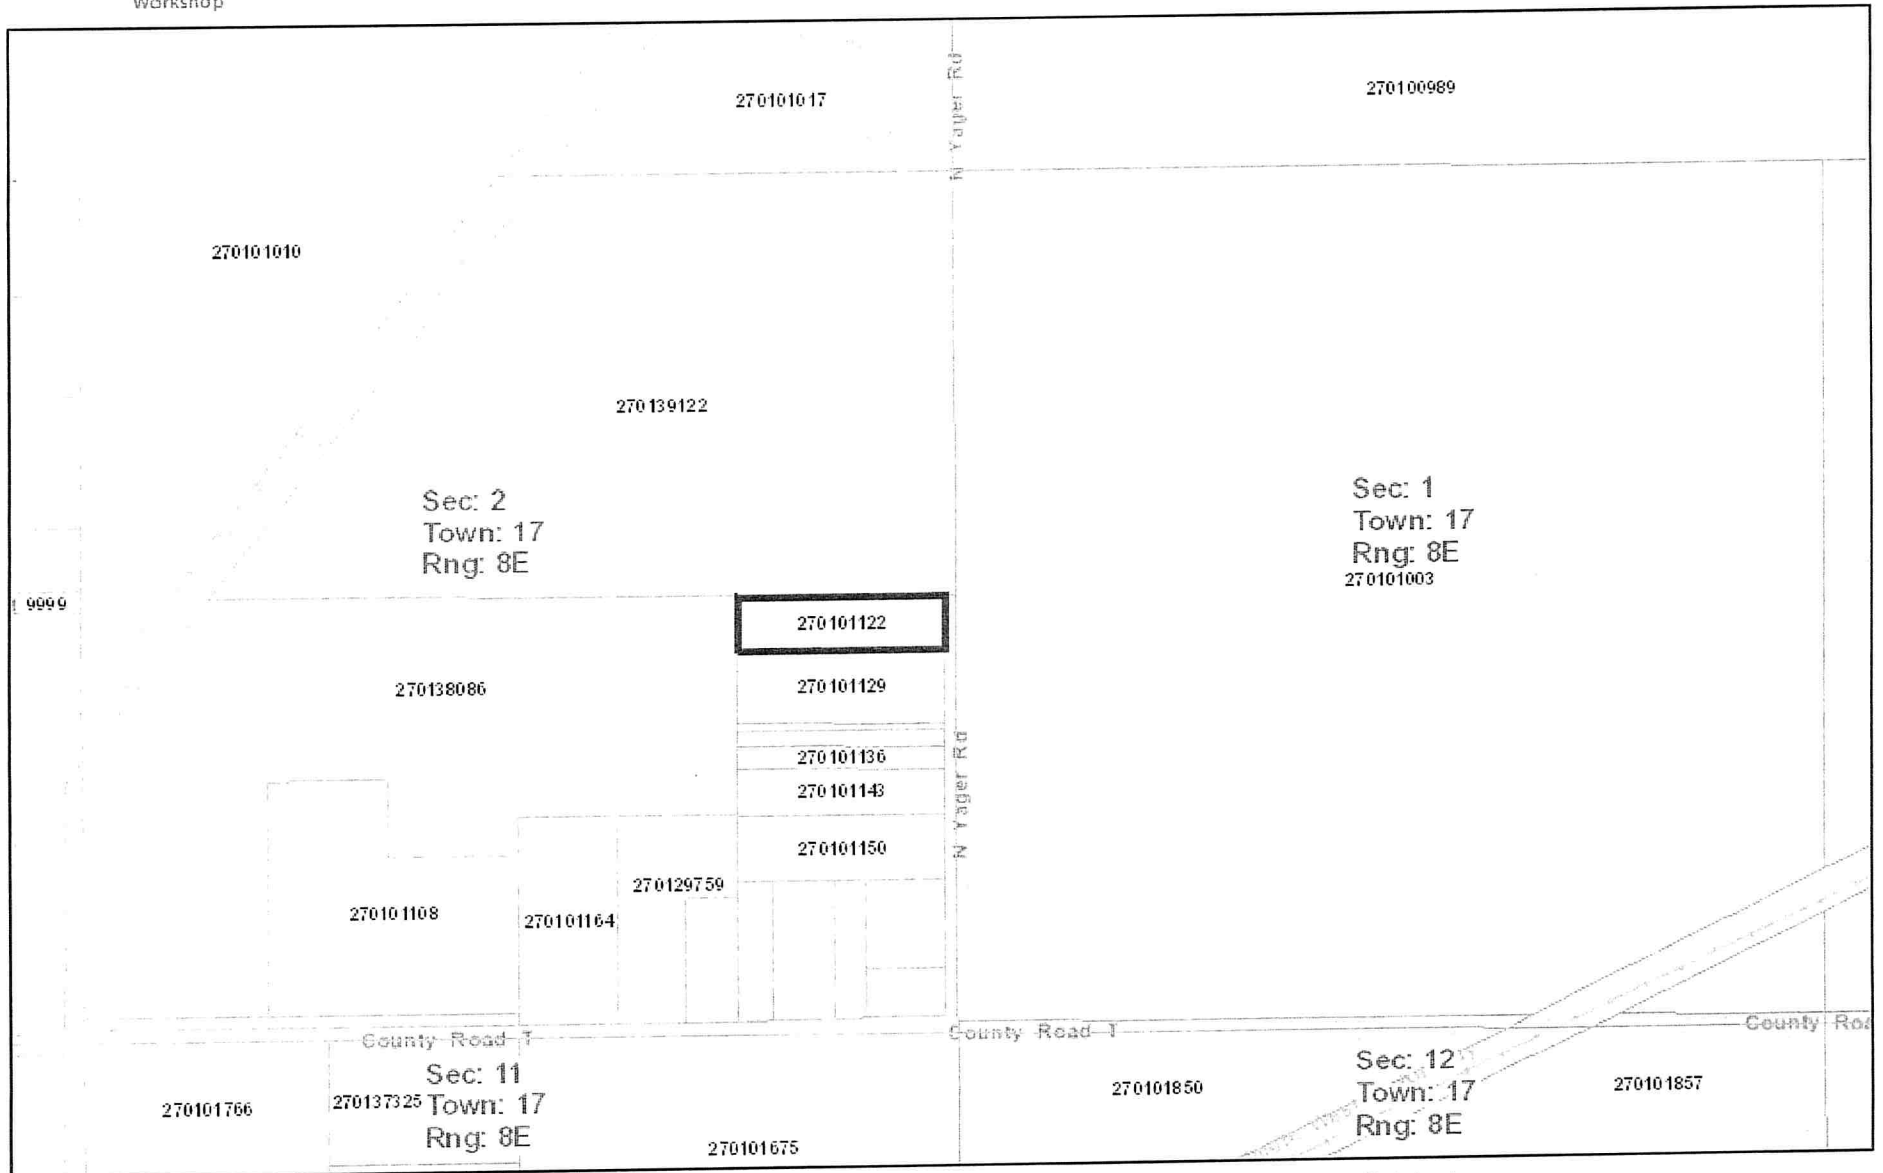 Workshop
270101017
N Yager Rd
270100989
270101010
270139122
Sec: 2
Town: 17
Rng: 8E
Sec: 1
Town: 17
Rng: 8E
270101003
9999
270101122
270138086
270101129
270101136
270101143
N Yager Rd
270101150
270129759
270101108
270101164
County Road T
County Road T
County Roa
Sec: 11
Town: 17
Rng: 8E
Sec: 12
Town: 17
Rng: 8E
270101850
270101857
270101766
270137325
270101675